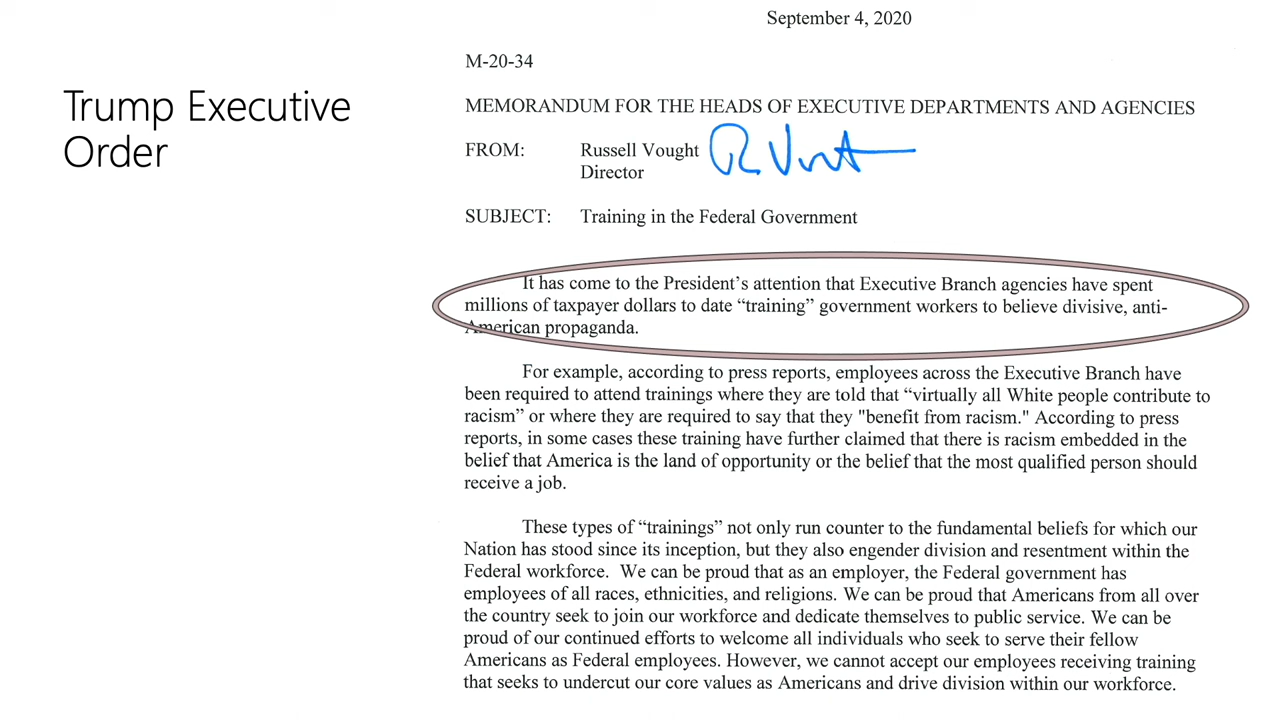 Trump Executive
Order
September 4, 2020
M-20-34
MEMORANDUM FOR THE HEADS OF EXECUTIVE DEPARTMENTS AND AGENCIES
FROM: Russell Vought
Director
SUBJECT: Training in the Federal Government
It has come to the President's attention that Executive Branch agencies have spent
millions of taxpayer dollars to date “training” government workers to believe divisive, anti-
American propaganda.
For example, according to press reports, employees across the Executive Branch have
been required to attend trainings where they are told that “virtually all White people contribute to
racism” or where they are required to say that they "benefit from racism." According to press
reports, in some cases these training have further claimed that there is racism embedded in the
belief that America is the land of opportunity or the belief that the most qualified person should
receive a job.
These types of “trainings” not only run counter to the fundamental beliefs for which our
Nation has stood since its inception, but they also engender division and resentment within the
Federal workforce. We can be proud that as an employer, the Federal government has
employees of all races, ethnicities, and religions. We can be proud that Americans from all over
the country seek to join our workforce and dedicate themselves to public service. We can be
proud of our continued efforts to welcome all individuals who seek to serve their fellow
Americans as Federal employees. However, we cannot accept our employees receiving training
that seeks to undercut our core values as Americans and drive division within our workforce.